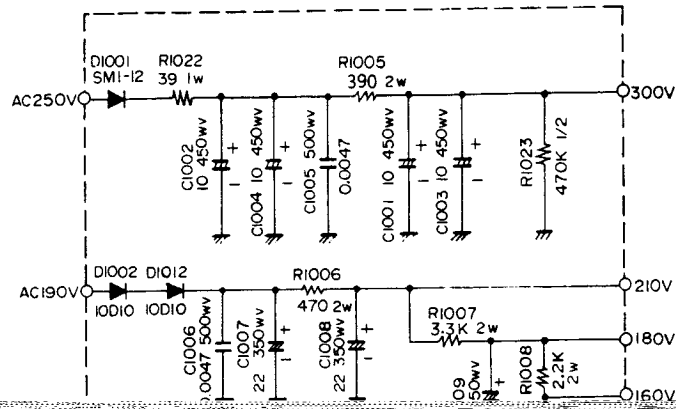 D1001
SM1-12
R1022
39 1W
R1005
390 2W
AC250V
300V
C1002
10 450WV
+
-
C1004
10 450WV
+
-
C1005 500WV
0.0047
C1001 10 450WV
+
-
C1003 10 450WV
+
-
R1023
470K 1/2
D1002 D1012
10D10 10D10
AC190V
R1006
470 2W
210V
C1006
0.0047 500WV
C1007
22 350WV
+
-
C1008
22 350WV
+
-
R1007
3.3K 2W
180V
09
50WV
+
R1008
2.2K
2W
160V